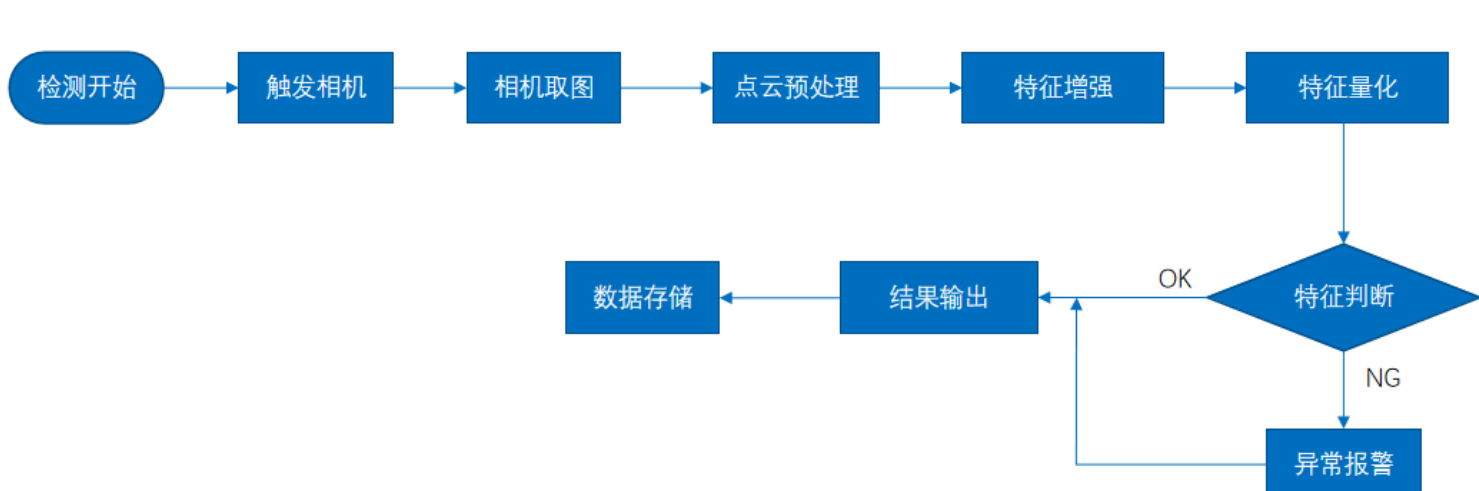 检测开始
触发相机
相机取图
点云预处理
特征增强
特征量化
特征判断
OK
结果输出
数据存储
NG
异常报警